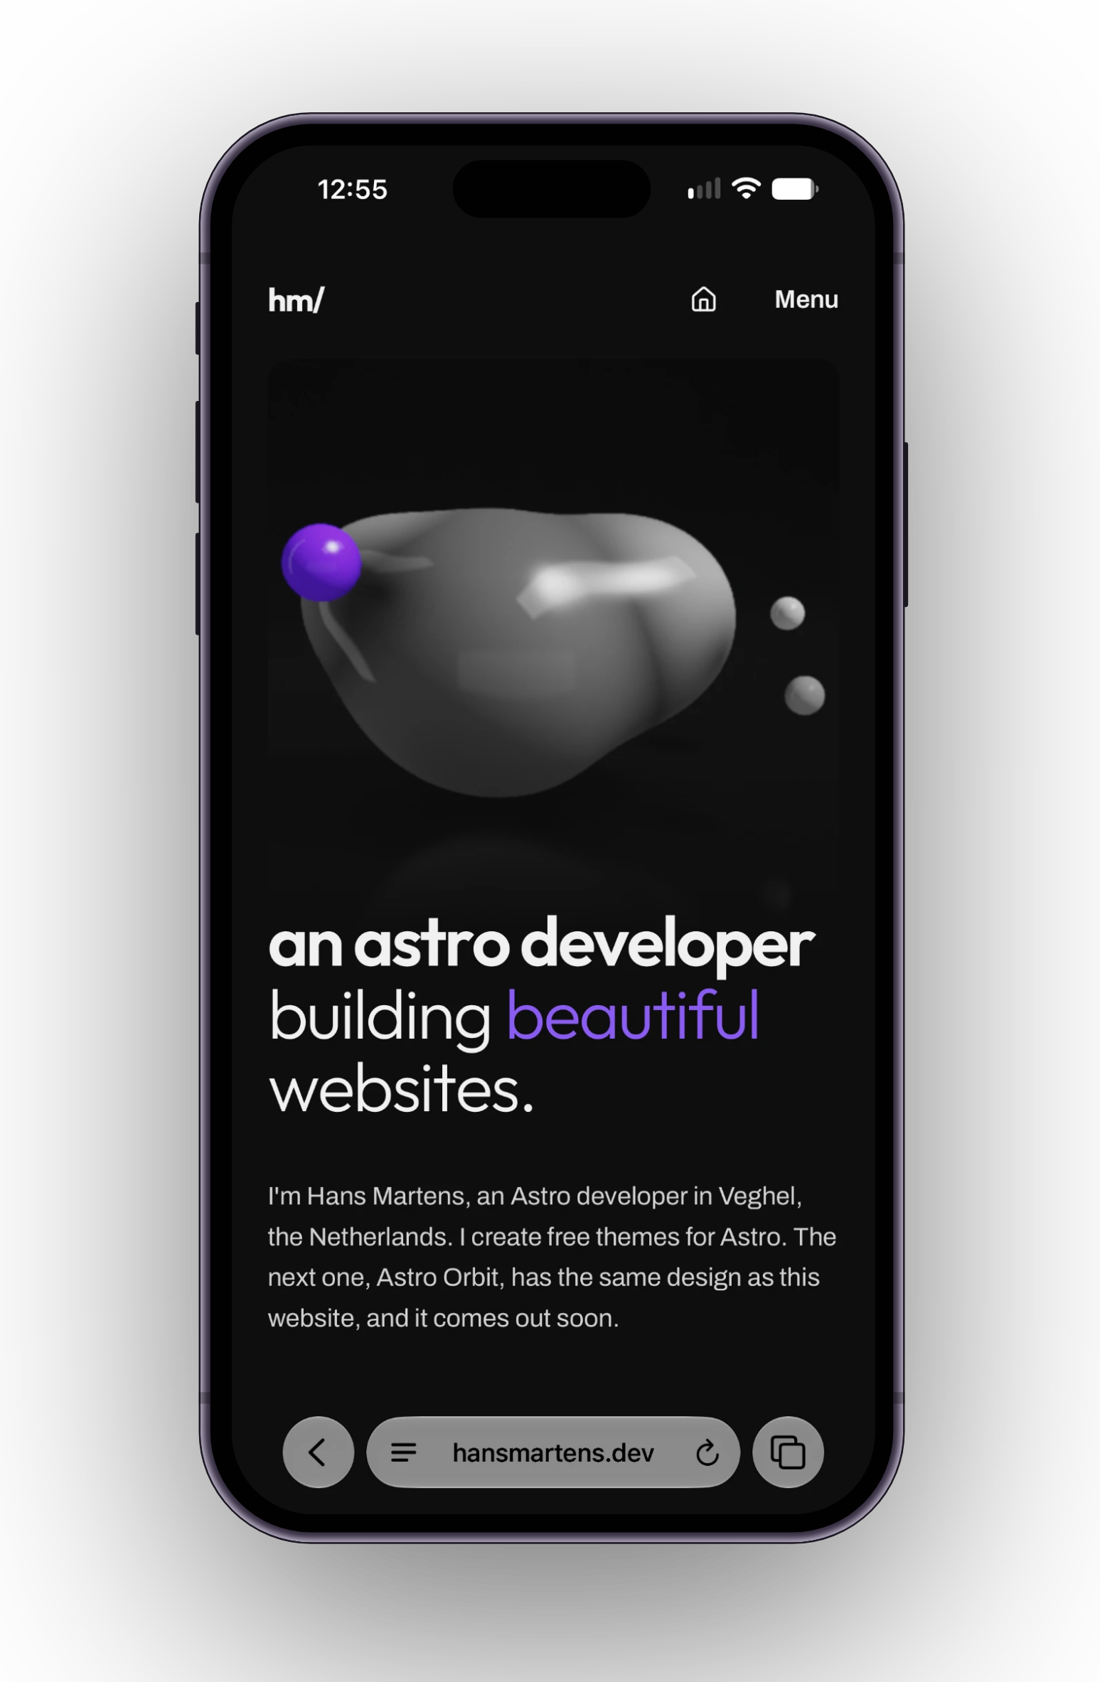 12:55
hm/
Menu
an astro developer
building beautiful
websites.
I'm Hans Martens, an Astro developer in Veghel,
the Netherlands. I create free themes for Astro. The
next one, Astro Orbit, has the same design as this
website, and it comes out soon.
hansmartens.dev